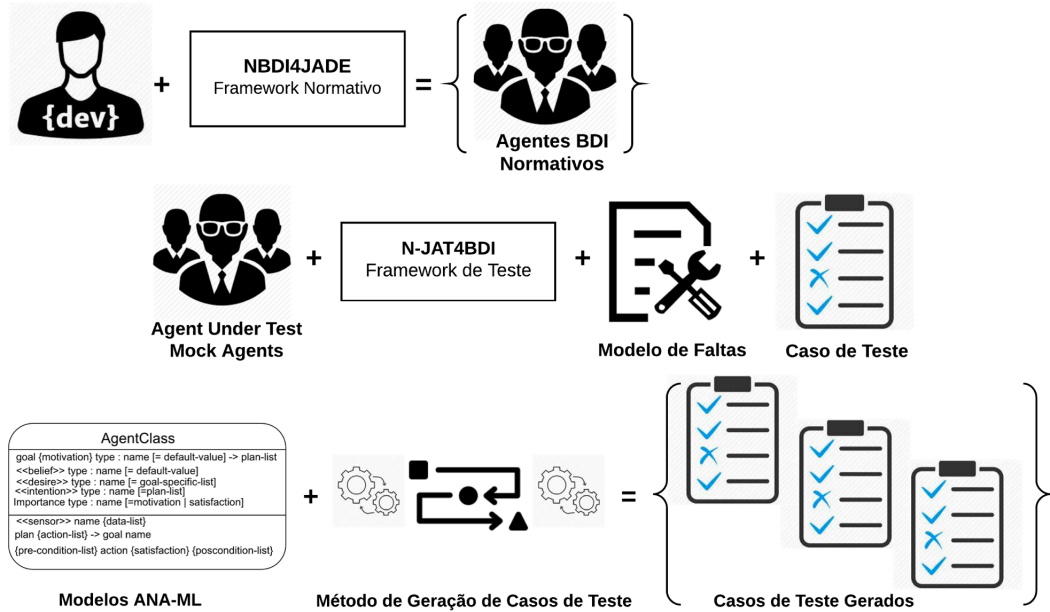 {dev}
+
NBDI4JADE
Framework Normativo
=
Agentes BDI
Normativos
+
N-JAT4BDI
Framework de Teste
+
+
Agent Under Test
Mock Agents
Modelo de Faltas
Caso de Teste
AgentClass
goal {motivation} type : name [= default-value] -> plan-list
<<belief>> type : name [= default-value]
<<desire>> type : name [= goal-specific-list]
<<intention>> type : name [=plan-list]
Importance type : name [=motivation | satisfaction]
<<sensor>> name {data-list}
plan {action-list} -> goal name
{pre-condition-list} action {satisfaction} {poscondition-list}
+
=
Modelos ANA-ML
Método de Geração de Casos de Teste
Casos de Teste Gerados